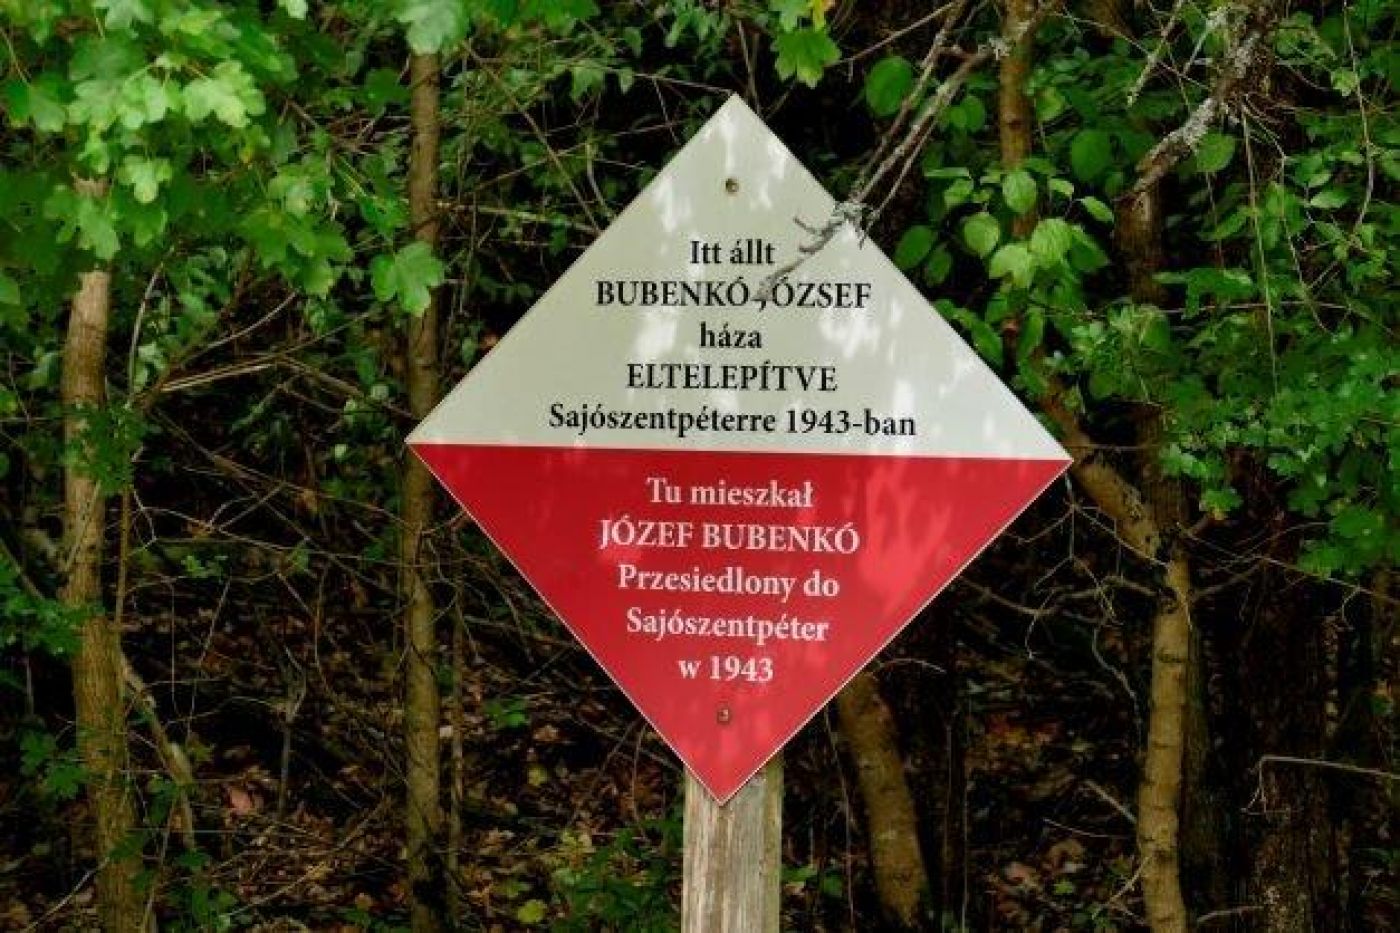 Itt állt
BUBENKÓ JÓZSEF
háza
ELTELEPÍTVE
Sajószentpéterre 1943-ban
Tu mieszkał
JÓZEF BUBENKÓ
Przesiedlony do
Sajószentpéter
w 1943